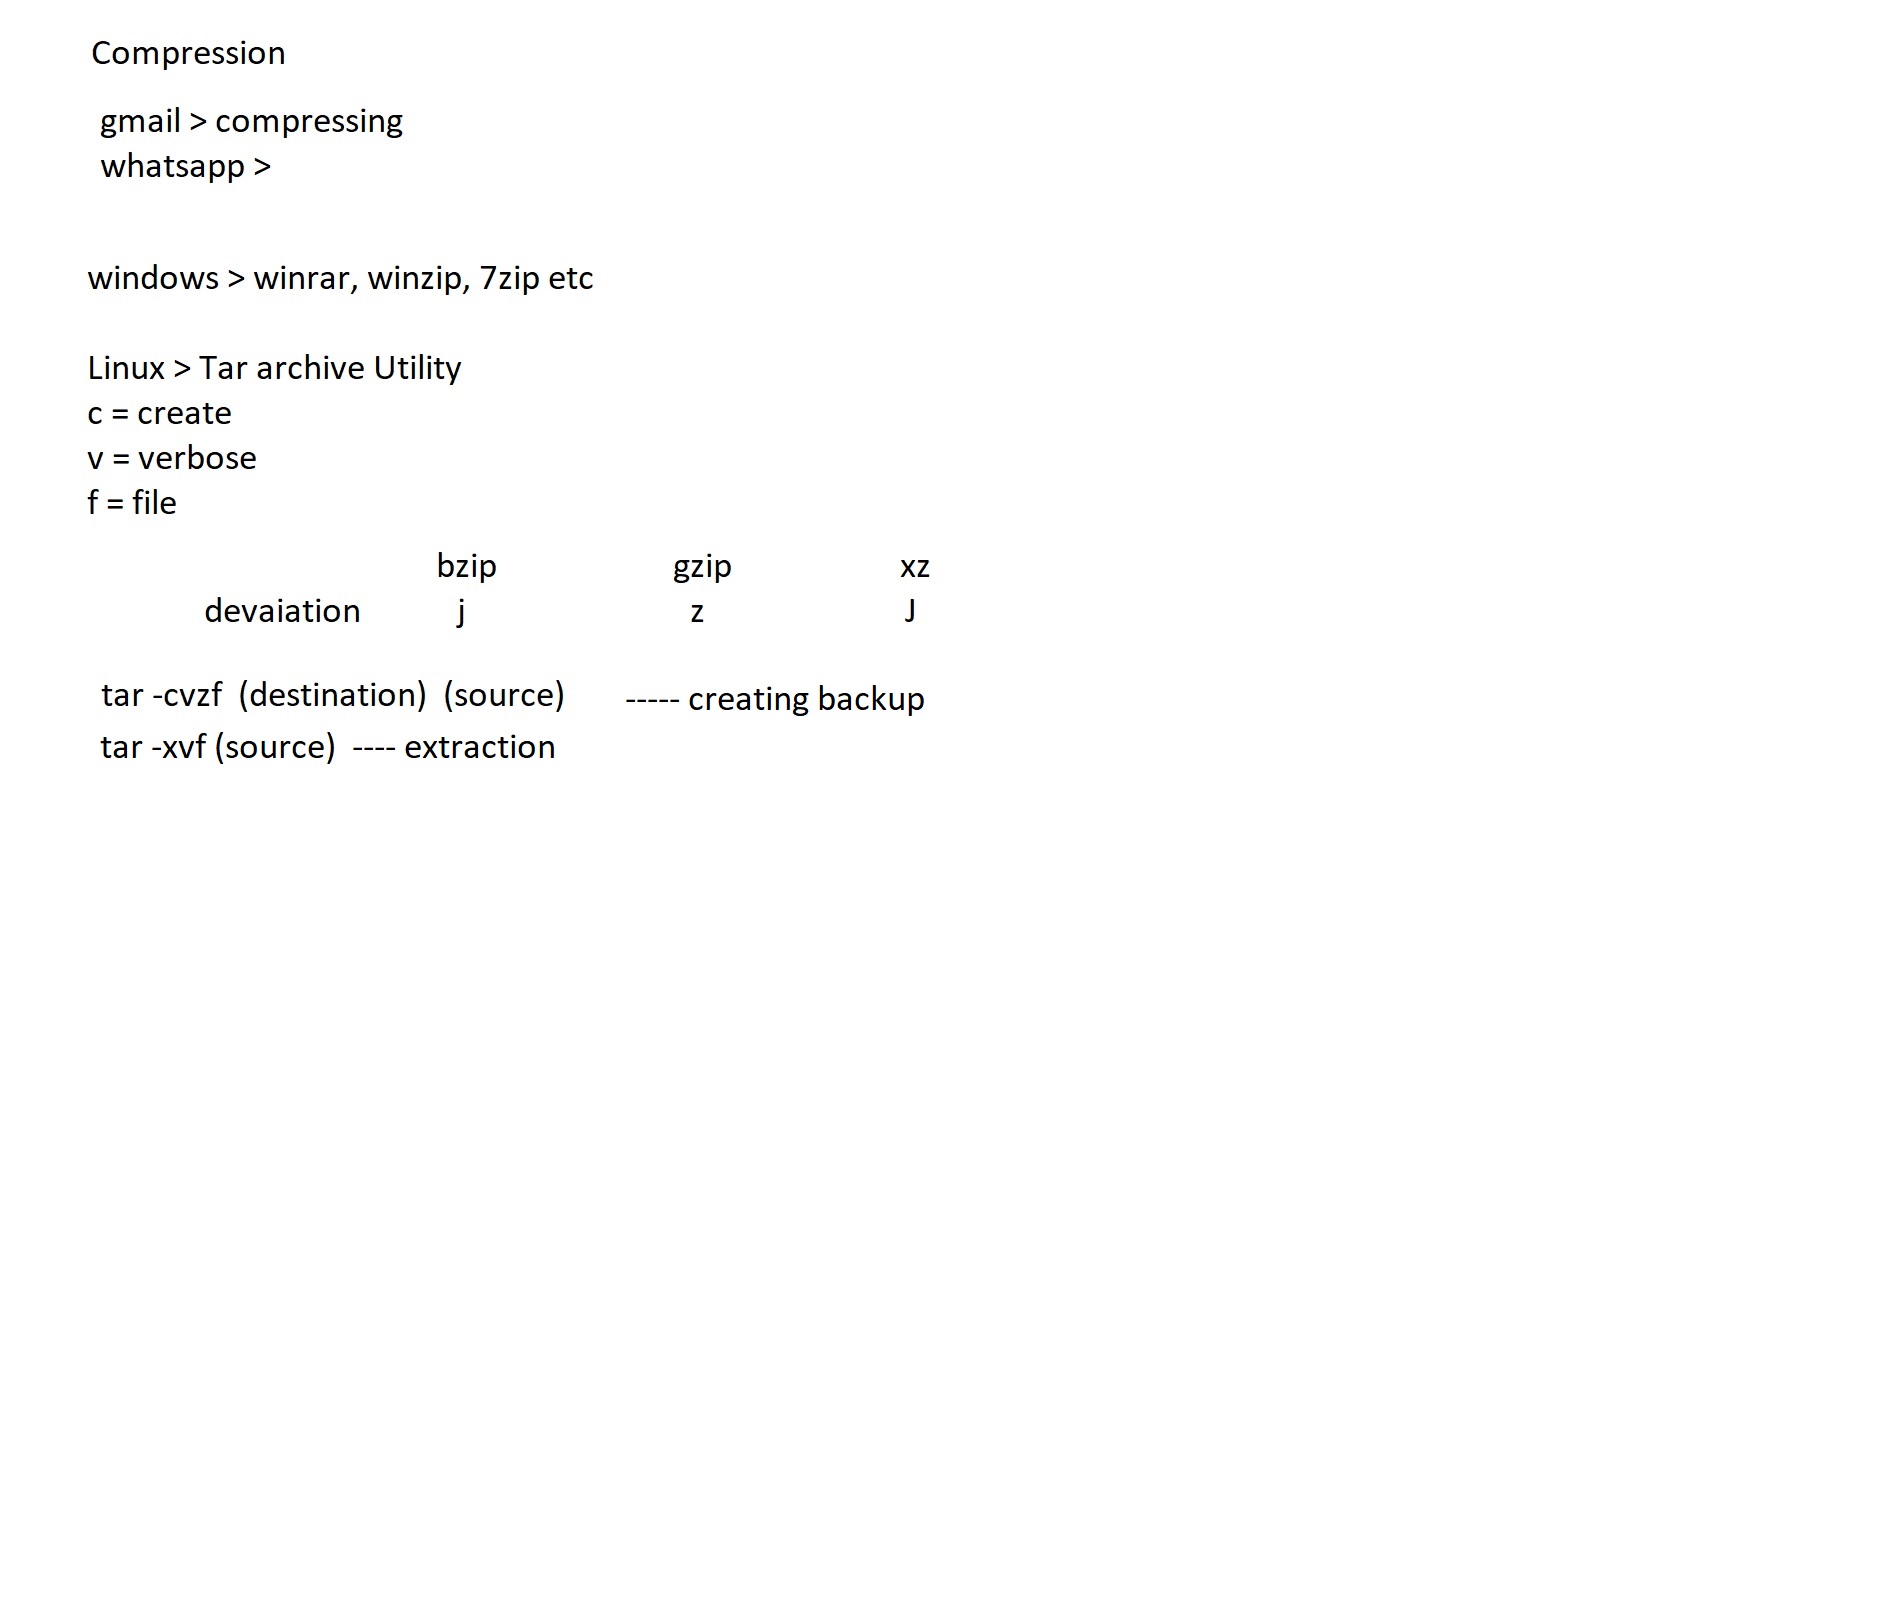 Compression
gmail > compressing
whatsapp >
windows > winrar, winzip, 7zip etc
Linux > Tar archive Utility
c = create
v = verbose
f = file
bzip gzip xz
devaiation j z J
tar -cvzf (destination) (source) ----- creating backup
tar -xvf (source) ---- extraction